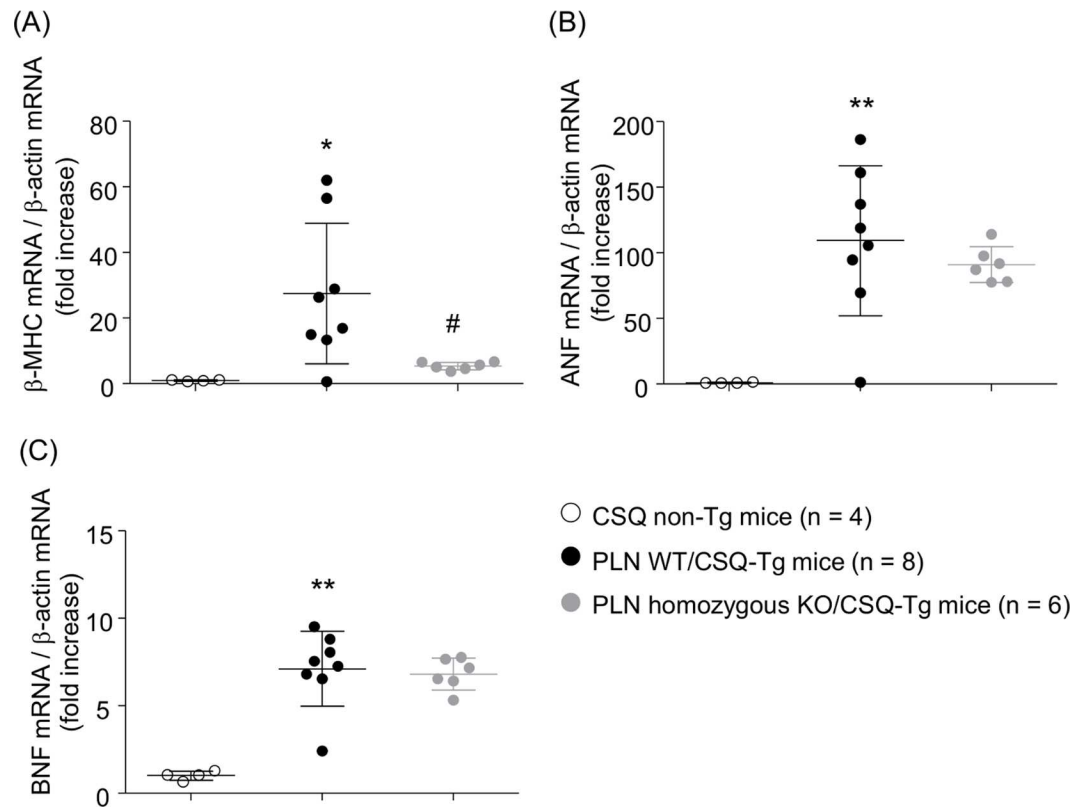 (A)
β-MHC mRNA / β-actin mRNA
(fold increase)
80
60
40
20
0
*
#
(B)
ANF mRNA / β-actin mRNA
(fold increase)
200
150
100
50
0
**
(C)
BNF mRNA / β-actin mRNA
(fold increase)
15
10
5
0
**
CSQ non-Tg mice (n = 4)
PLN WT/CSQ-Tg mice (n = 8)
PLN homozygous KO/CSQ-Tg mice (n = 6)